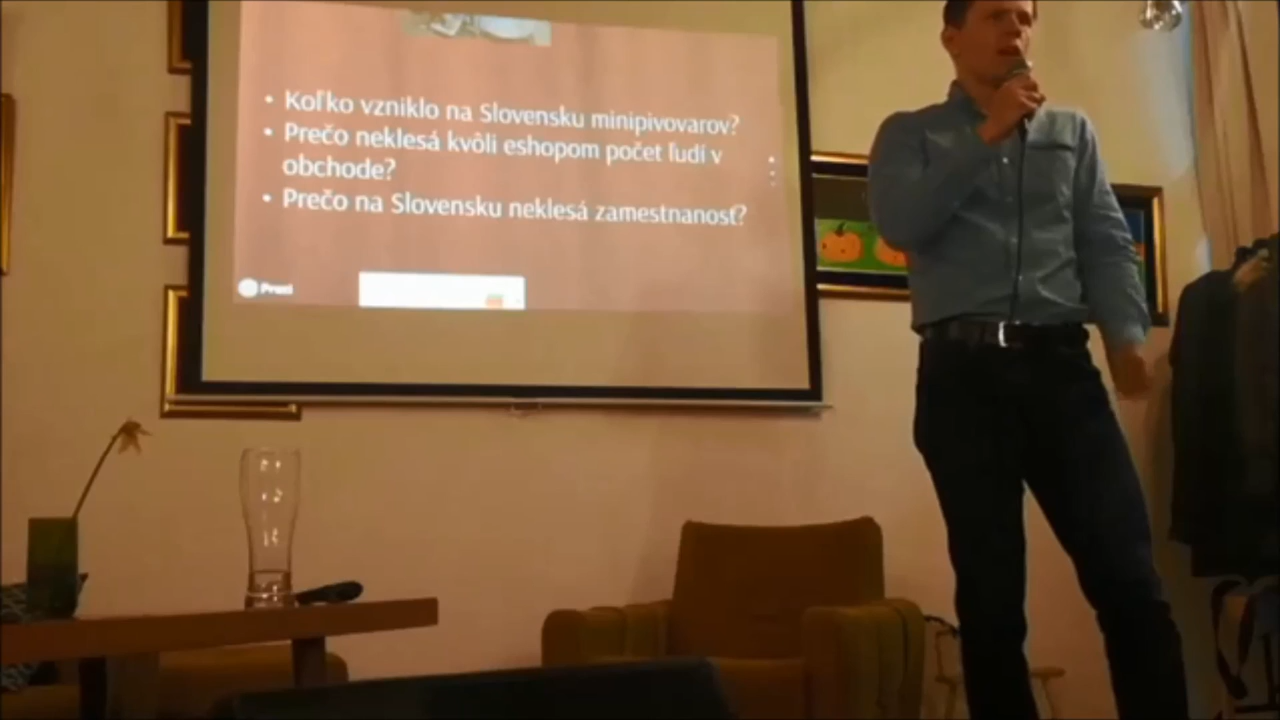 • Koľko vzniklo na Slovensku minipivovarov?
• Prečo neklesá kvôli eshopom počet ľudí v
obchode?
• Prečo na Slovensku neklesá zamestnanosť?
Prezi